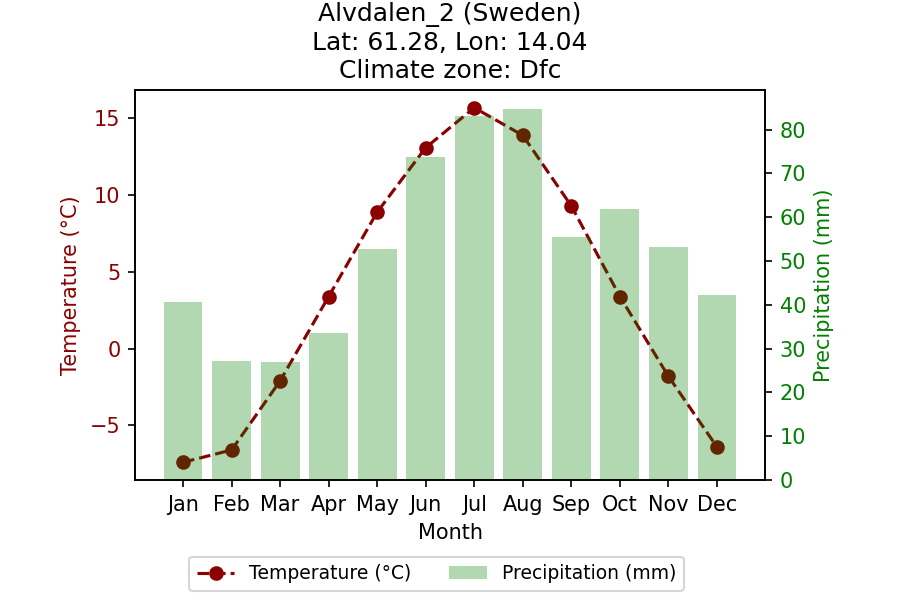 Alvdalen_2 (Sweden)
Lat: 61.28, Lon: 14.04
Climate zone: Dfc
Temperature (°C)
15
10
5
0
−5
80
70
60
50
40
30
20
10
0
Precipitation (mm)
Jan Feb Mar Apr May Jun Jul Aug Sep Oct Nov Dec
Month
Temperature (°C) Precipitation (mm)